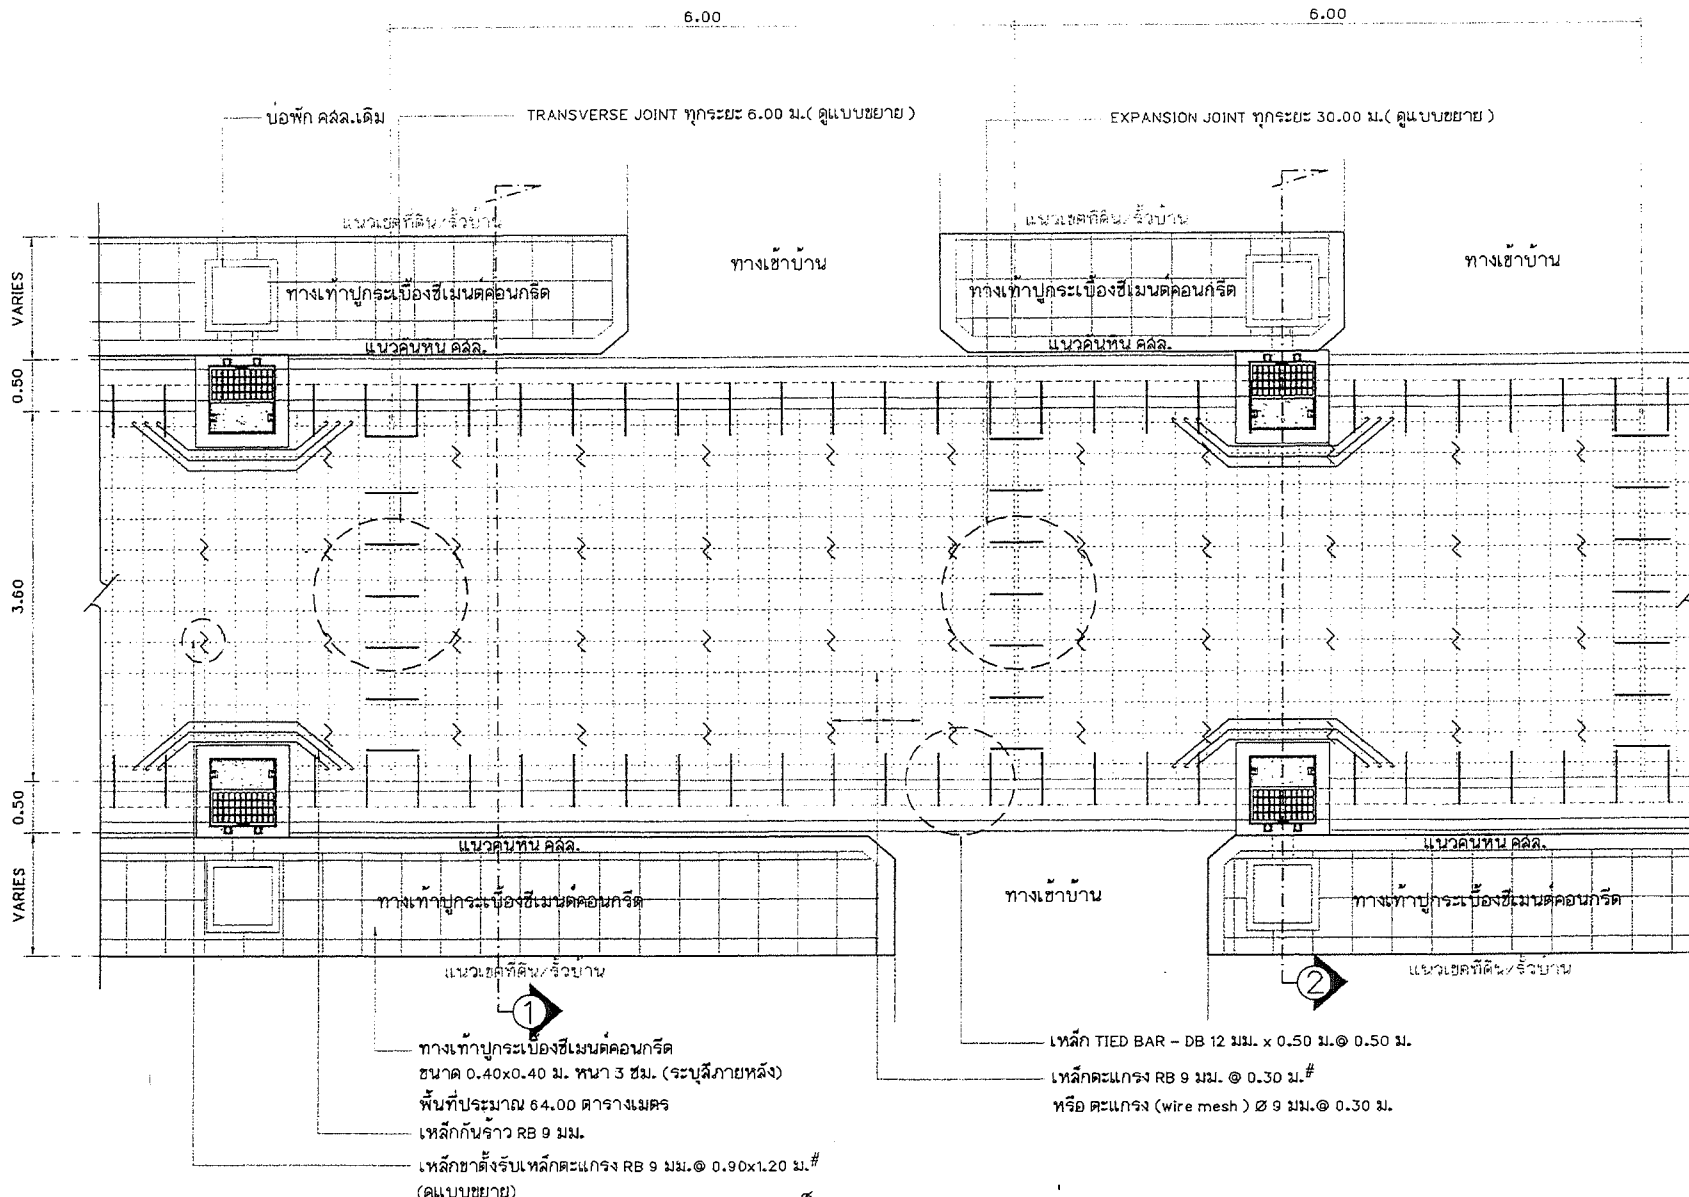 6.00
6.00
บ่อพัก คสล.เดิม
TRANSVERSE JOINT ทุกระยะ 6.00 ม.( ดูแบบขยาย )
EXPANSION JOINT ทุกระยะ 30.00 ม.( ดูแบบขยาย )
แนวเขตที่ดิน/รั้วบ้าน
แนวเขตที่ดิน/รั้วบ้าน
ทางเข้าบ้าน
ทางเข้าบ้าน
VARIES
ทางเท้าปูกระเบื้องซีเมนต์คอนกรีต
ทางเท้าปูกระเบื้องซีเมนต์คอนกรีต
แนวคันหิน คสล.
แนวคันหิน คสล.
0.50
3.60
0.50
แนวคันหิน คสล.
แนวคันหิน คสล.
VARIES
ทางเท้าปูกระเบื้องซีเมนต์คอนกรีต
ทางเข้าบ้าน
ทางเท้าปูกระเบื้องซีเมนต์คอนกรีต
แนวเขตที่ดิน/รั้วบ้าน
แนวเขตที่ดิน/รั้วบ้าน
1
2
ทางเท้าปูกระเบื้องซีเมนต์คอนกรีต
ขนาด 0.40x0.40 ม. หนา 3 ซม. (ระบุสีภายหลัง)
พื้นที่ประมาณ 64.00 ตารางเมตร
เหล็กกันร้าว RB 9 มม.
เหล็กขาตั้งรับเหล็กตะแกรง RB 9 มม.@ 0.90x1.20 ม.#
(ดูแบบขยาย)
เหล็ก TIED BAR – DB 12 มม. x 0.50 ม.@ 0.50 ม.
เหล็กตะแกรง RB 9 มม. @ 0.30 ม.#
หรือ ตะแกรง (wire mesh ) Ø 9 มม.@ 0.30 ม.